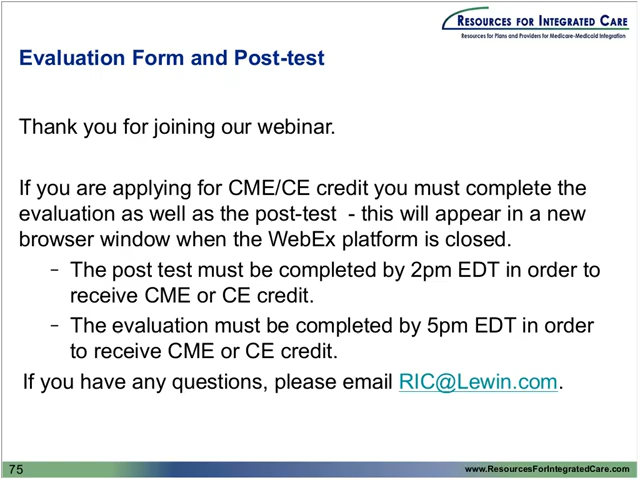 RESOURCES FOR INTEGRATED CARE
Resources for Plans and Providers for Medicare-Medicaid Integration
Evaluation Form and Post-test
Thank you for joining our webinar.
If you are applying for CME/CE credit you must complete the
evaluation as well as the post-test - this will appear in a new
browser window when the WebEx platform is closed.
– The post test must be completed by 2pm EDT in order to
receive CME or CE credit.
– The evaluation must be completed by 5pm EDT in order
to receive CME or CE credit.
If you have any questions, please email RIC@Lewin.com.
75
www.ResourcesForIntegratedCare.com